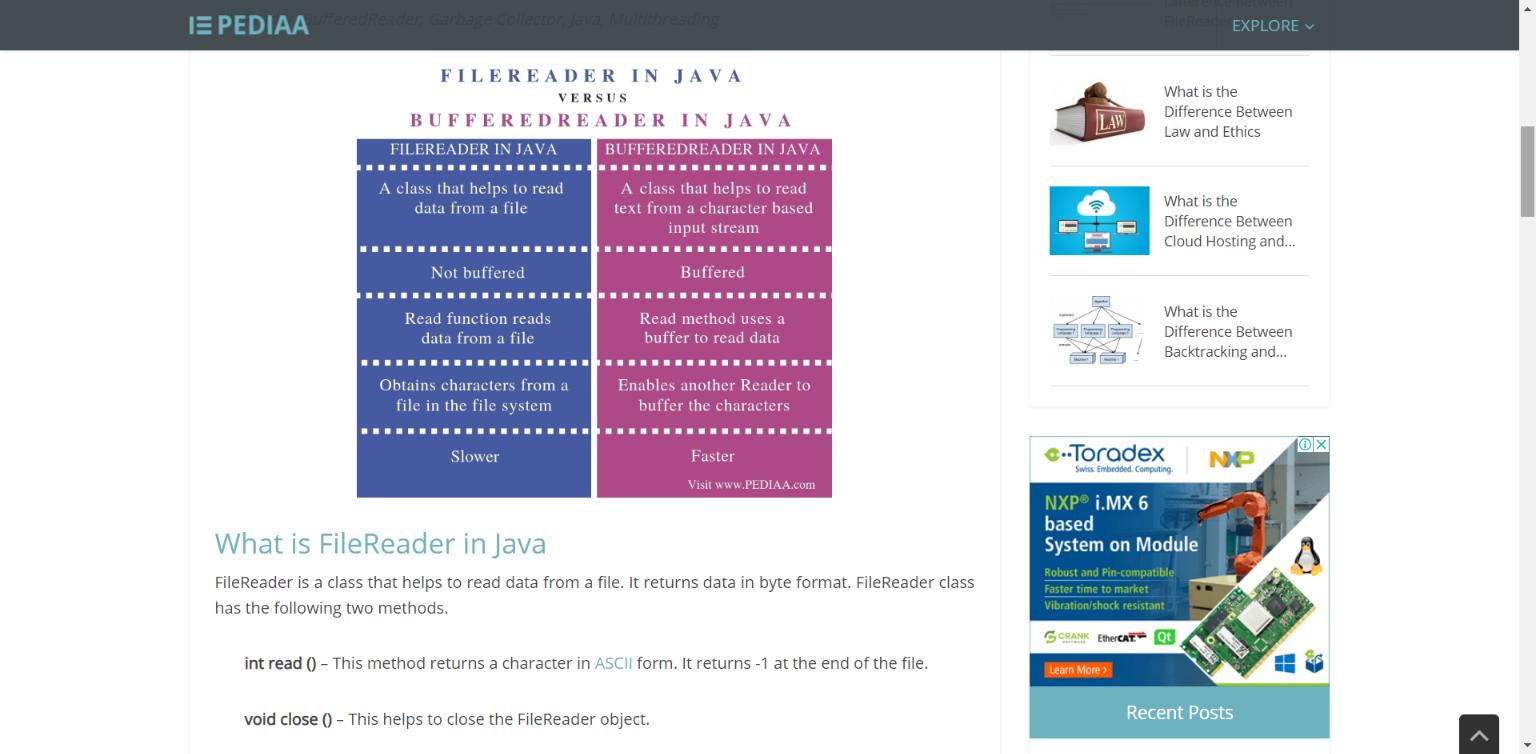 PEDIAA
BufferedReader, Garbage Collector, Java, Multithreading
EXPLORE
FILEREADER IN JAVA
VERSUS
BUFFEREDREADER IN JAVA
FILEREADER IN JAVA
BUFFEREDREADER IN JAVA
A class that helps to read
data from a file
A class that helps to read
text from a character based
input stream
Not buffered
Buffered
Read function reads
data from a file
Read method uses a
buffer to read data
Obtains characters from a
file in the file system
Enables another Reader to
buffer the characters
Slower
Faster
Visit www.PEDIAA.com
What is FileReader in Java
FileReader is a class that helps to read data from a file. It returns data in byte format. FileReader class
has the following two methods.
int read () – This method returns a character in ASCII form. It returns -1 at the end of the file.
void close () – This helps to close the FileReader object.
Difference Between
FileReader
What is the
Difference Between
Law and Ethics
LAW
What is the
Difference Between
Cloud Hosting and...
What is the
Difference Between
Backtracking and...
Toradex
Swiss. Embedded. Computing.
NXP
NXP® i.MX 6
based
System on Module
Robust and Pin-compatible
Faster time to market
Vibration/shock resistant
CRANK
EtherCAT
Qt
Learn More >
Recent Posts